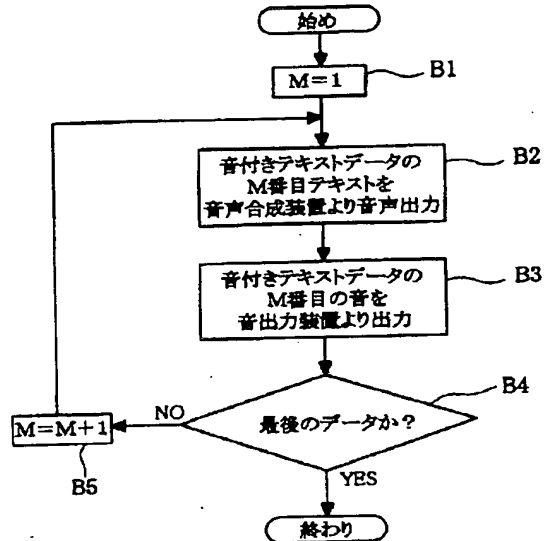 始め
M=1
B1
音付きテキストデータの
M番目テキストを
音声合成装置より音声出力
B2
音付きテキストデータの
M番目の音を
音出力装置より出力
B3
最後のデータか?
B4
NO
M=M+1
B5
YES
終わり